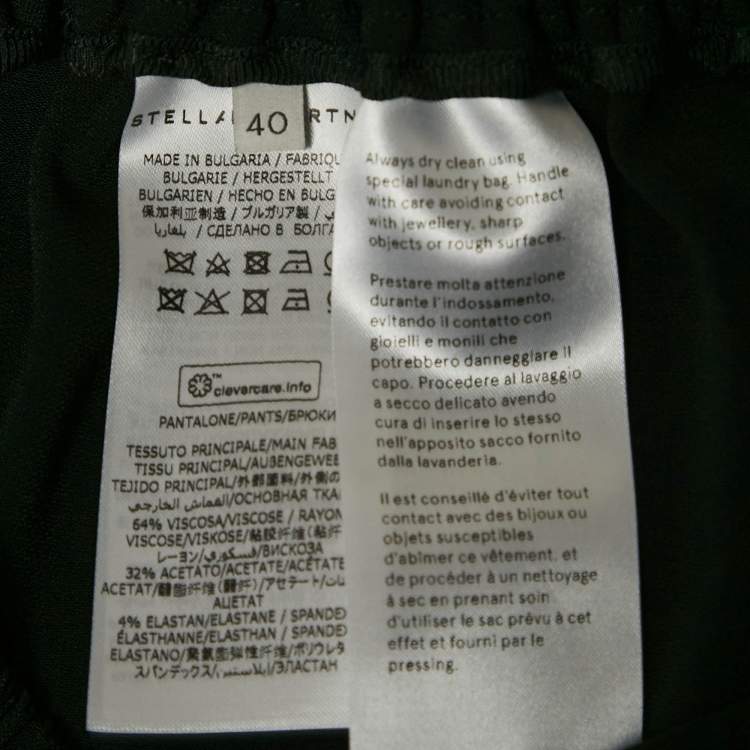 STELLA
40
RTN
MADE IN BULGARIA / FABRIQU
BULGARIE / HERGESTELLT
BULGARIEN / HECHO EN BULG
保加利亚制造 / ブルガリア製 /
بلغاريا / СДЕЛАНО В БОЛГА
clevercare.info
PANTALONE/PANTS/БРЮКИ
TESSUTO PRINCIPALE/MAIN FAB
TISSU PRINCIPAL/AUßENGEWEB
TEJIDO PRINCIPAL/外部面料/外側の
القماش الخارجي/ОСНОВНАЯ ТКА
64% VISCOSA/VISCOSE / RAYON
VISCOSE/VISKOSE/粘胶纤维(黏纤
レーヨン/فسكوزي/ВИСКОЗА
32% ACETATO/ACETATE/ACETATE
ACETAT/醋酯纤维(醋纤)/アセテート/
АЦЕТАТ
4% ELASTAN/ELASTANE / SPANDEX
ÉLASTHANNE/ELASTHAN / SPANDEX
ELASTANO/聚氨酯弹性纤维/ポリウレタ
スパンデックス/إيلاستين/ЭЛАСТАН
Always dry clean using
special laundry bag. Handle
with care avoiding contact
with jewellery, sharp
objects or rough surfaces.
Prestare molta attenzione
durante l'indossamento,
evitando il contatto con
gioielli e monili che
potrebbero danneggiare il
capo. Procedere al lavaggio
a secco delicato avendo
cura di inserire lo stesso
nell'apposito sacco fornito
dalla lavanderia.
Il est conseillé d'éviter tout
contact avec des bijoux ou
objets susceptibles
d'abîmer ce vêtement, et
de procéder à un nettoyage
à sec en prenant soin
d'utiliser le sac prévu à cet
effet et fourni par le
pressing.